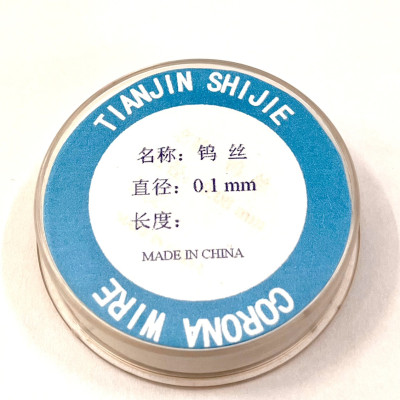 TIANJIN SHIJIE
名称：钨 丝
直径：0.1 mm
长度：
MADE IN CHINA
CORONA WIRE